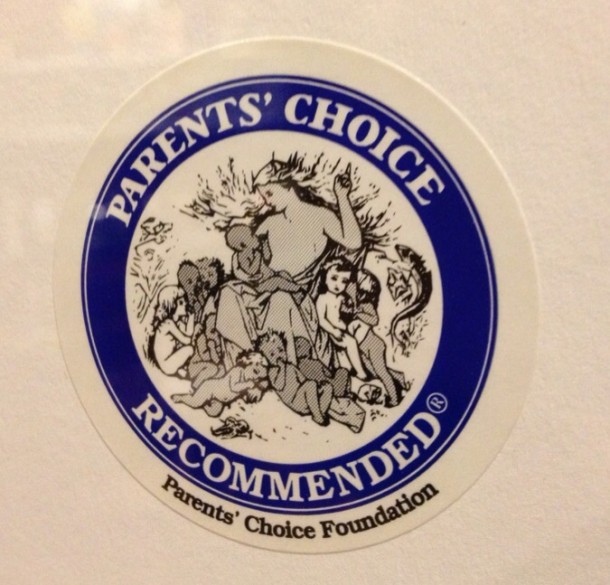 PARENTS' CHOICE
RECOMMENDED®
Parents' Choice Foundation